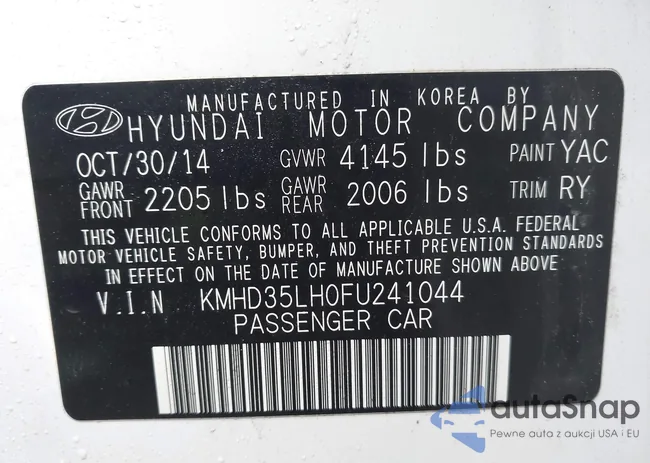 MANUFACTURED IN KOREA BY
HYUNDAI MOTOR COMPANY
OCT/30/14 GVWR 4145 lbs PAINT YAC
GAWR FRONT 2205 lbs GAWR REAR 2006 lbs TRIM RY
THIS VEHICLE CONFORMS TO ALL APPLICABLE U.S.A. FEDERAL
MOTOR VEHICLE SAFETY, BUMPER, AND THEFT PREVENTION STANDARDS
IN EFFECT ON THE DATE OF MANUFACTURE SHOWN ABOVE
V.I.N KMHD35LH0FU241044
PASSENGER CAR
autaSnap
Pewne auta z aukcji USA i EU